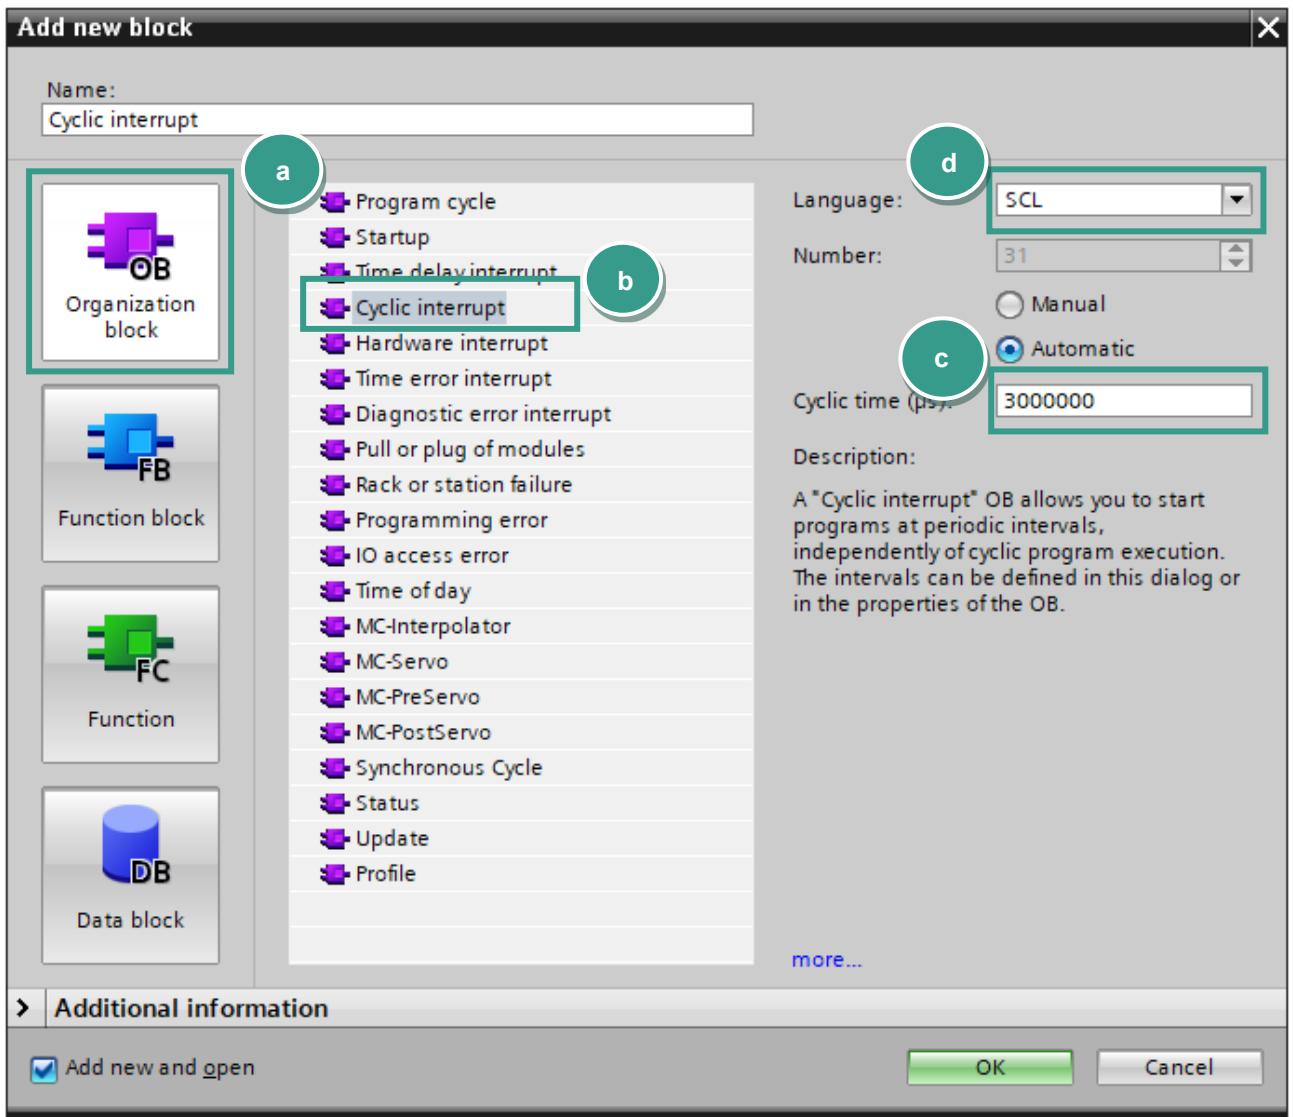 Add new block
Name:
Cyclic interrupt
a
OB
Organization
block
FB
Function block
FC
Function
DB
Data block
Program cycle
Startup
Time delay interrupt
b
Cyclic interrupt
Hardware interrupt
Time error interrupt
Diagnostic error interrupt
Pull or plug of modules
Rack or station failure
Programming error
IO access error
Time of day
MC-Interpolator
MC-Servo
MC-PreServo
MC-PostServo
Synchronous Cycle
Status
Update
Profile
d
Language: SCL
Number: 31
Manual
Automatic
c
Cyclic time (µs): 3000000
Description:
A "Cyclic interrupt" OB allows you to start
programs at periodic intervals,
independently of cyclic program execution.
The intervals can be defined in this dialog or
in the properties of the OB.
more...
Additional information
Add new and open
OK
Cancel